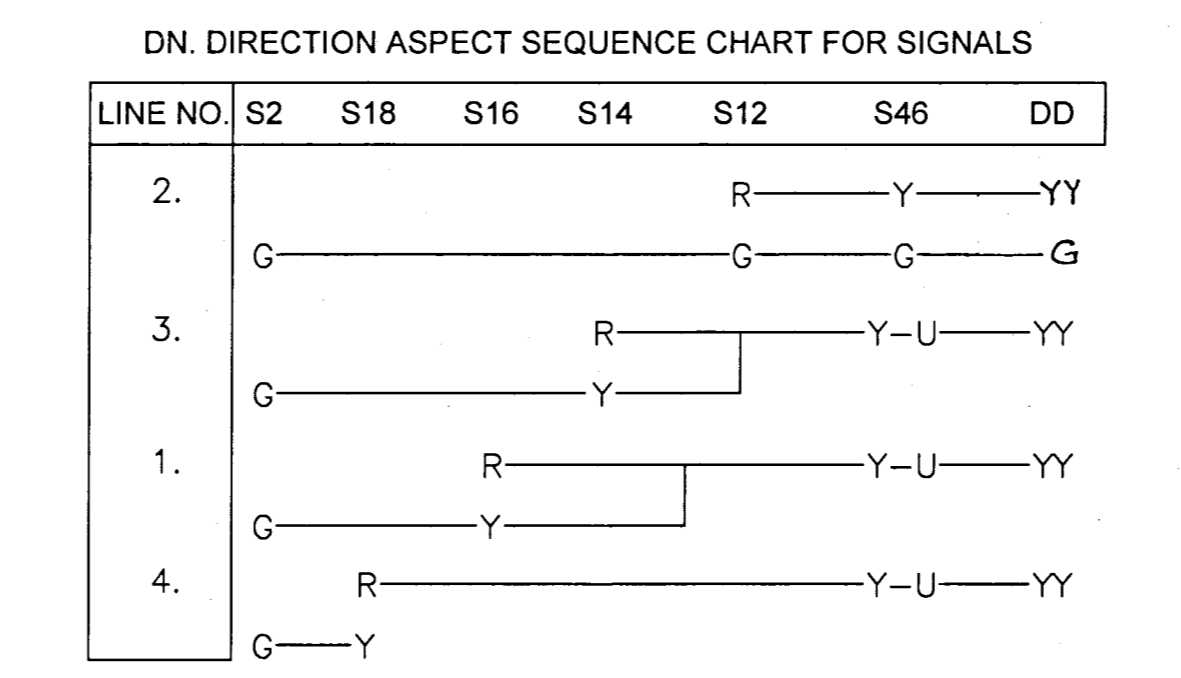 DN. DIRECTION ASPECT SEQUENCE CHART FOR SIGNALS
LINE NO. S2 S18 S16 S14 S12 S46 DD
2. R Y YY
G G G G
3. R Y-U YY
G Y
1. R Y-U YY
G Y
4. R Y-U YY
G Y